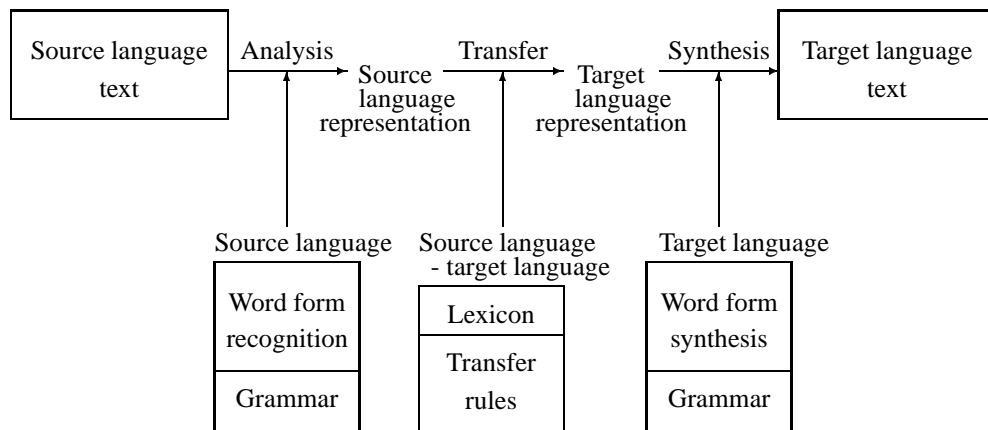 Source language
text
Analysis
Source
language
representation
Transfer
Target
language
representation
Synthesis
Target language
text
Source language
Word form
recognition
Grammar
Source language
- target language
Lexicon
Transfer
rules
Target language
Word form
synthesis
Grammar